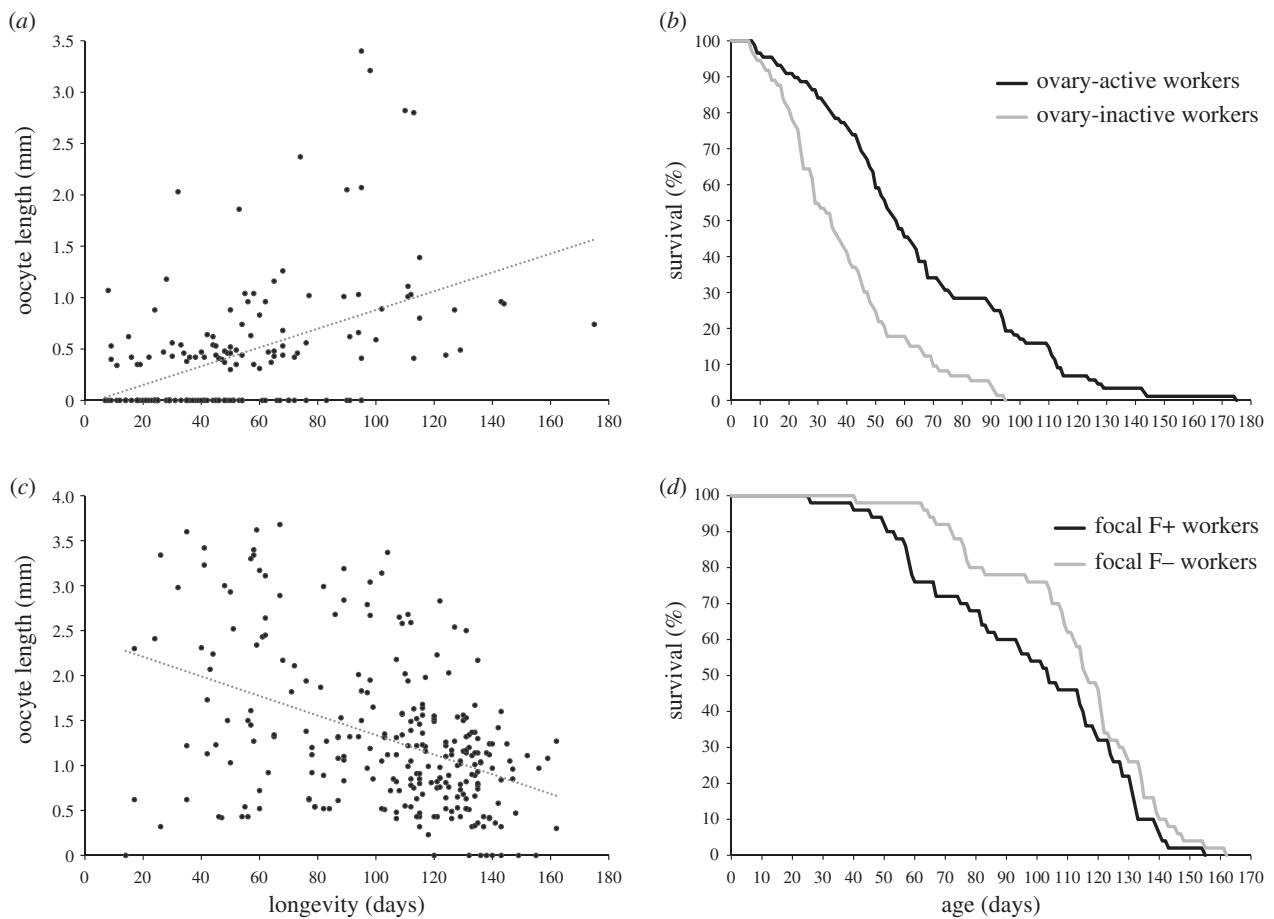 (a)
3.5
3.0
2.5
2.0
1.5
1.0
0.5
0
oocyte length (mm)
0 20 40 60 80 100 120 140 160 180
(b)
100
90
80
70
60
50
40
30
20
10
0
survival (%)
ovary-active workers
ovary-inactive workers
0 10 20 30 40 50 60 70 80 90 100 110 120 130 140 150 160 170 180
(c)
4.0
3.5
3.0
2.5
2.0
1.5
1.0
0.5
0
oocyte length (mm)
0 20 40 60 80 100 120 140 160 180
longevity (days)
(d)
100
90
80
70
60
50
40
30
20
10
0
survival (%)
focal F+ workers
focal F– workers
0 10 20 30 40 50 60 70 80 90 100 110 120 130 140 150 160 170
age (days)